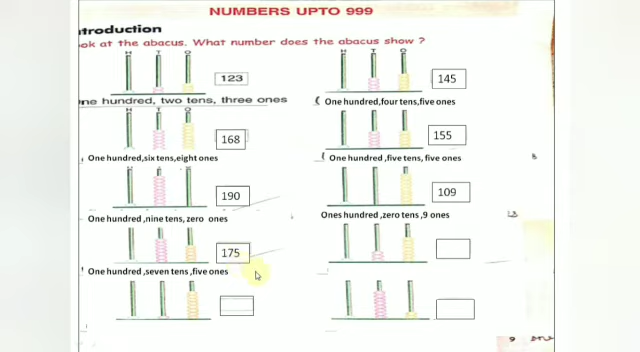 NUMBERS UPTO 999
troduction
ok at the abacus. What number does the abacus show ?
H T O
H T O
123
145
ne hundred, two tens, three ones
( One hundred,four tens,five ones
H T O
168
155
One hundred,six tens,eight ones
( One hundred ,five tens, five ones
190
109
One hundred ,nine tens, zero ones
Ones hundred ,zero tens ,9 ones
175
One hundred ,seven tens ,five ones
9